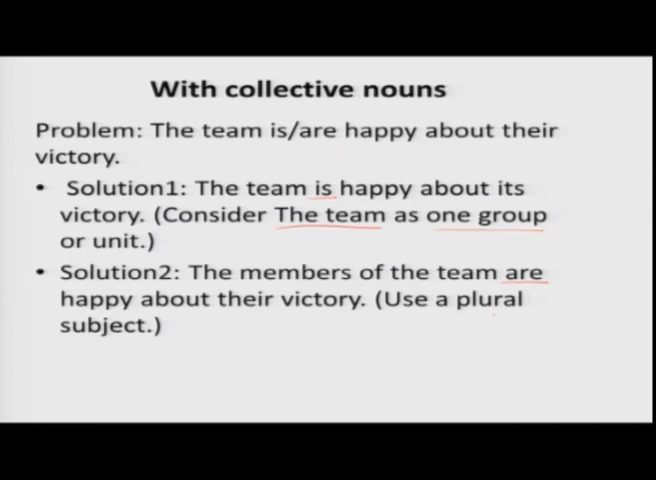 With collective nouns
Problem: The team is/are happy about their
victory.
• Solution1: The team is happy about its
victory. (Consider The team as one group
or unit.)
• Solution2: The members of the team are
happy about their victory. (Use a plural
subject.)